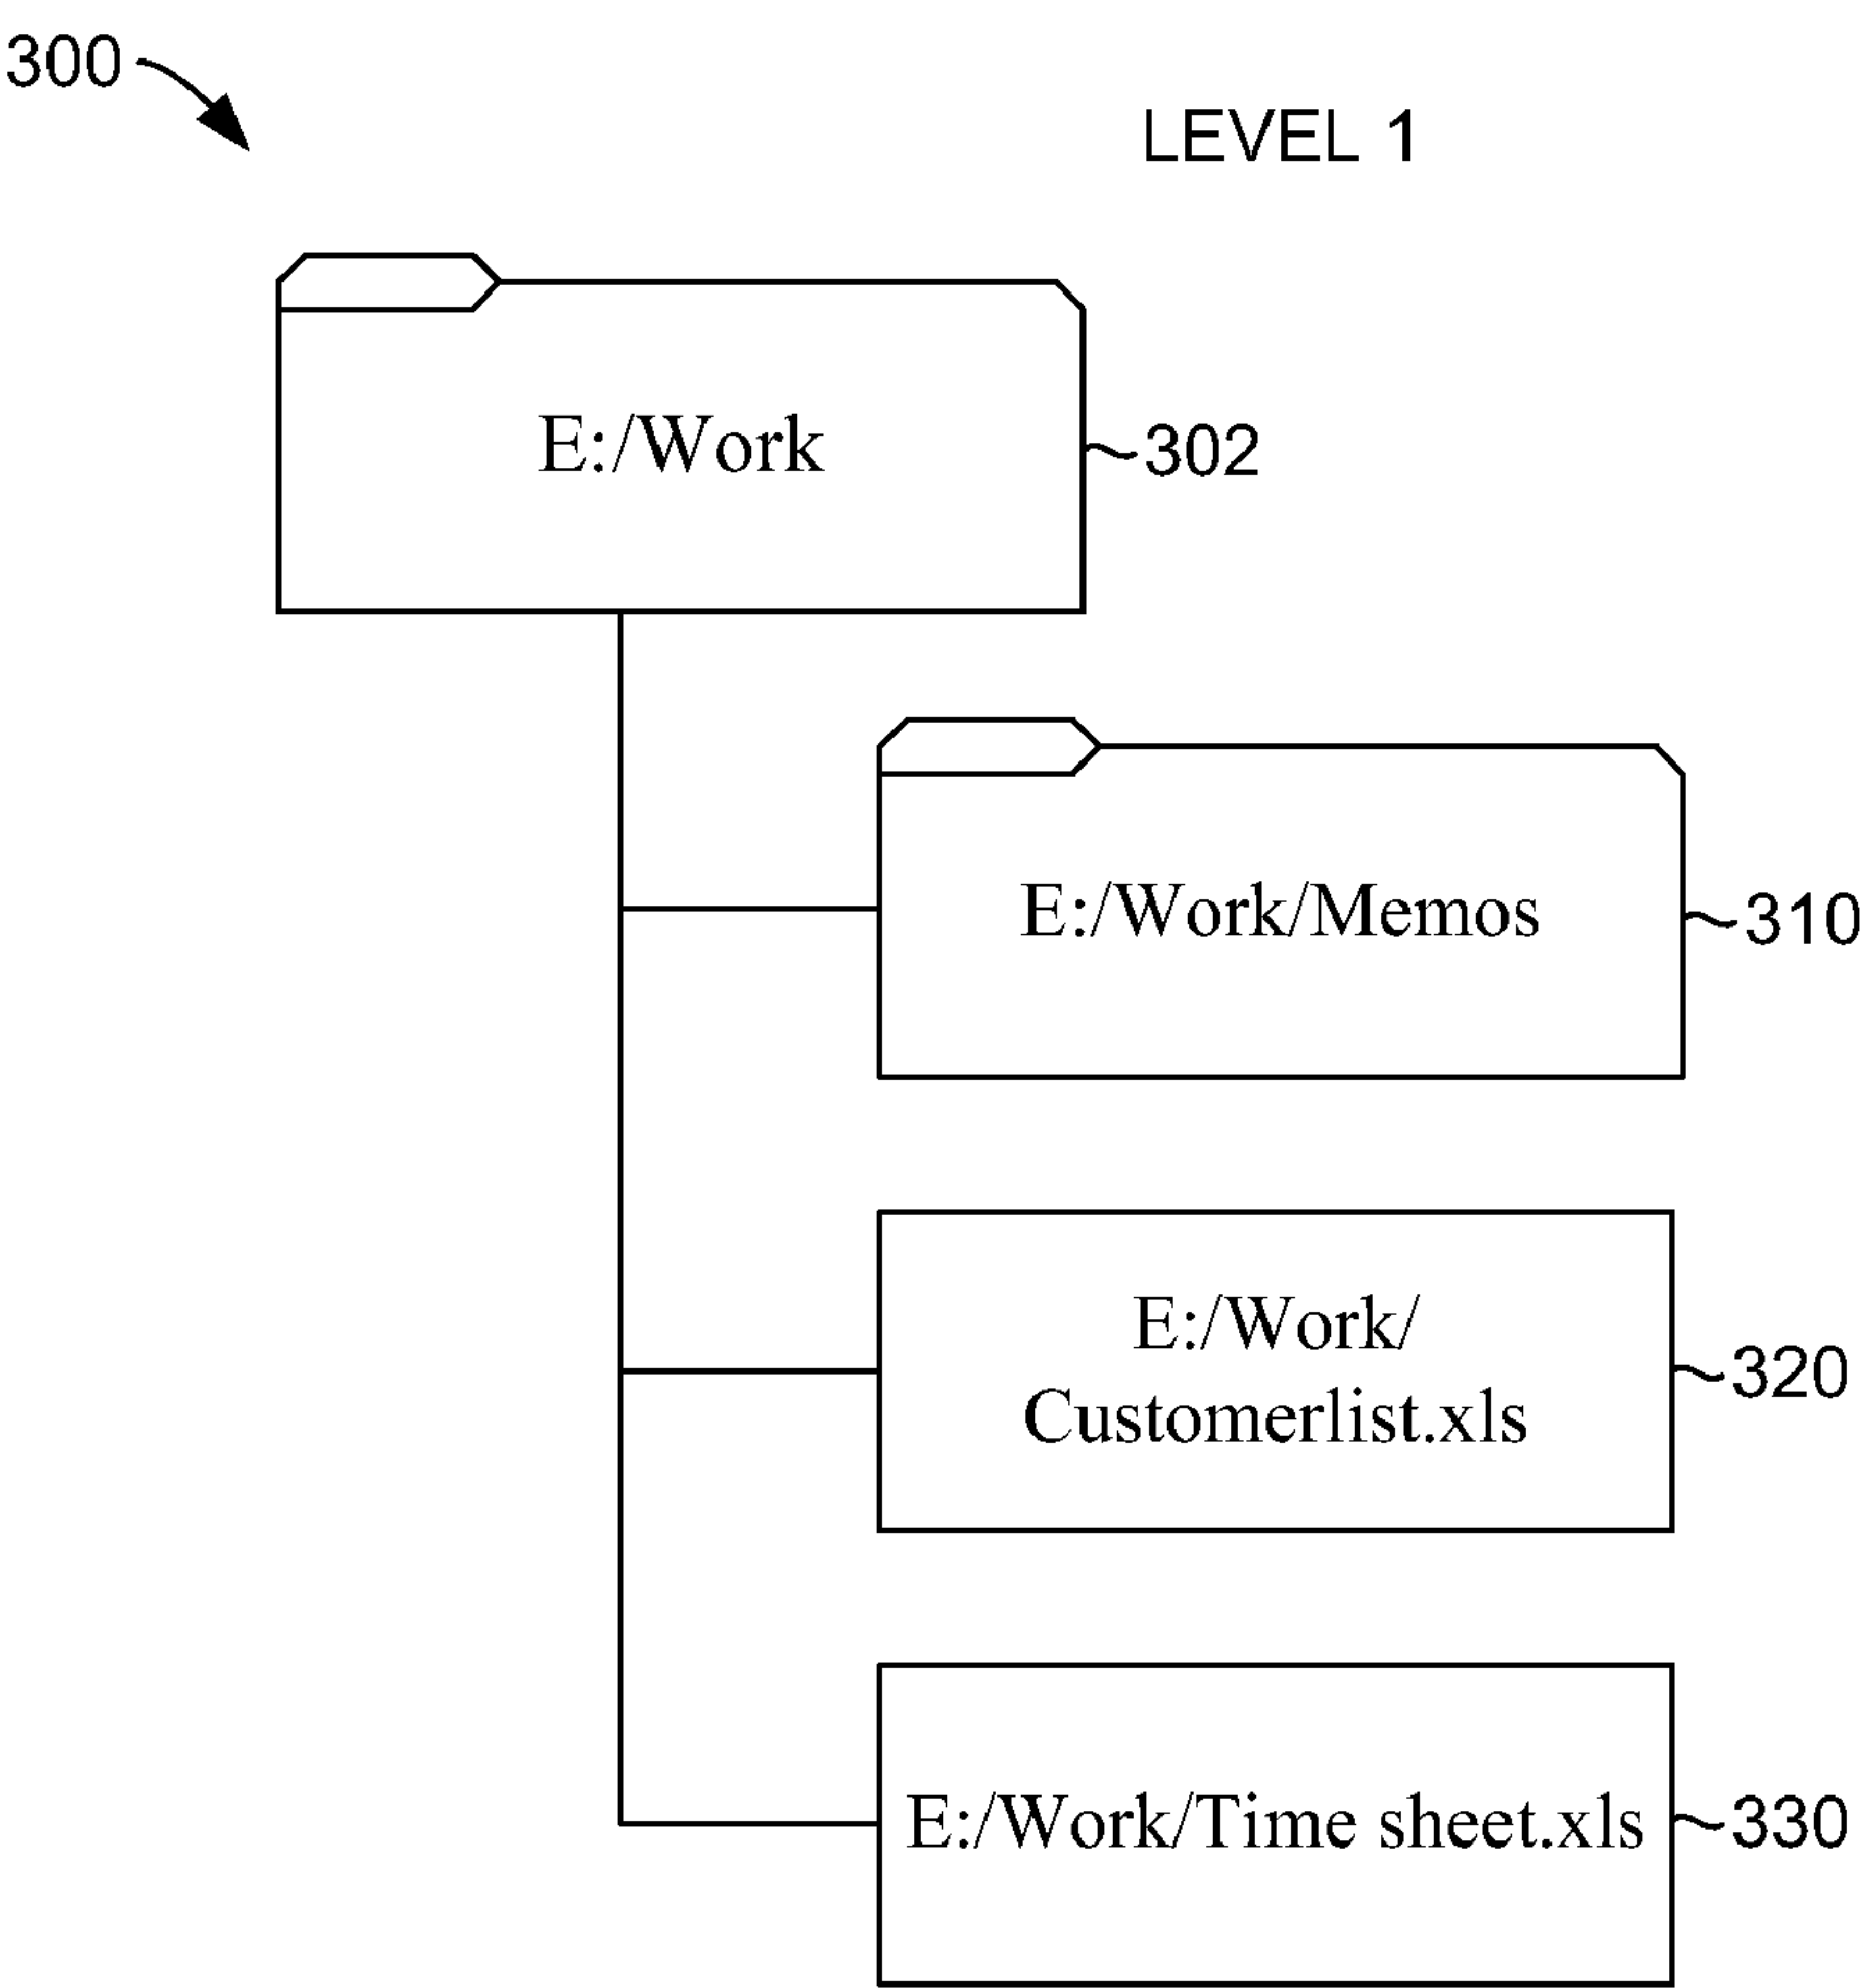 300
LEVEL 1
E:/Work
302
E:/Work/Memos
310
E:/Work/
Customerlist.xls
320
E:/Work/Time sheet.xls
330